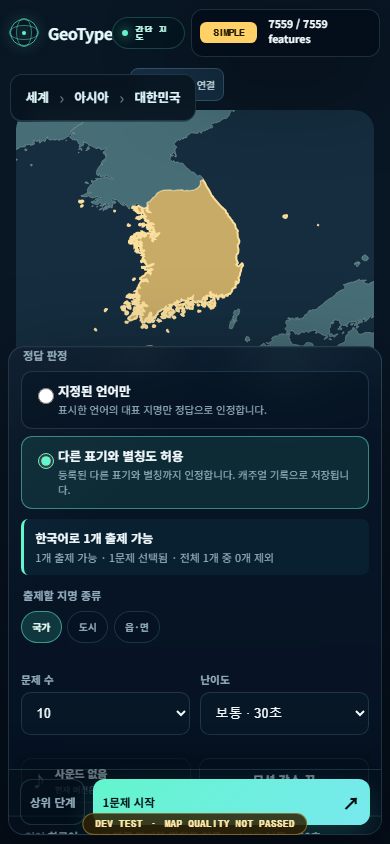 GeoType
간단 지
도
SIMPLE
7559 / 7559
features
연결
세계 › 아시아 › 대한민국
정답 판정
지정된 언어만
표시한 언어의 대표 지명만 정답으로 인정합니다.
다른 표기와 별칭도 허용
등록된 다른 표기와 별칭까지 인정합니다. 캐주얼 기록으로 저장됩니
다.
한국어로 1개 출제 가능
1개 출제 가능 · 1문제 선택됨 · 전체 1개 중 0개 제외
출제할 지명 종류
국가
도시
읍·면
문제 수
난이도
10
보통 · 30초
사운드 없음
상위 단계
1문제 시작 ↗
DEV TEST · MAP QUALITY NOT PASSED